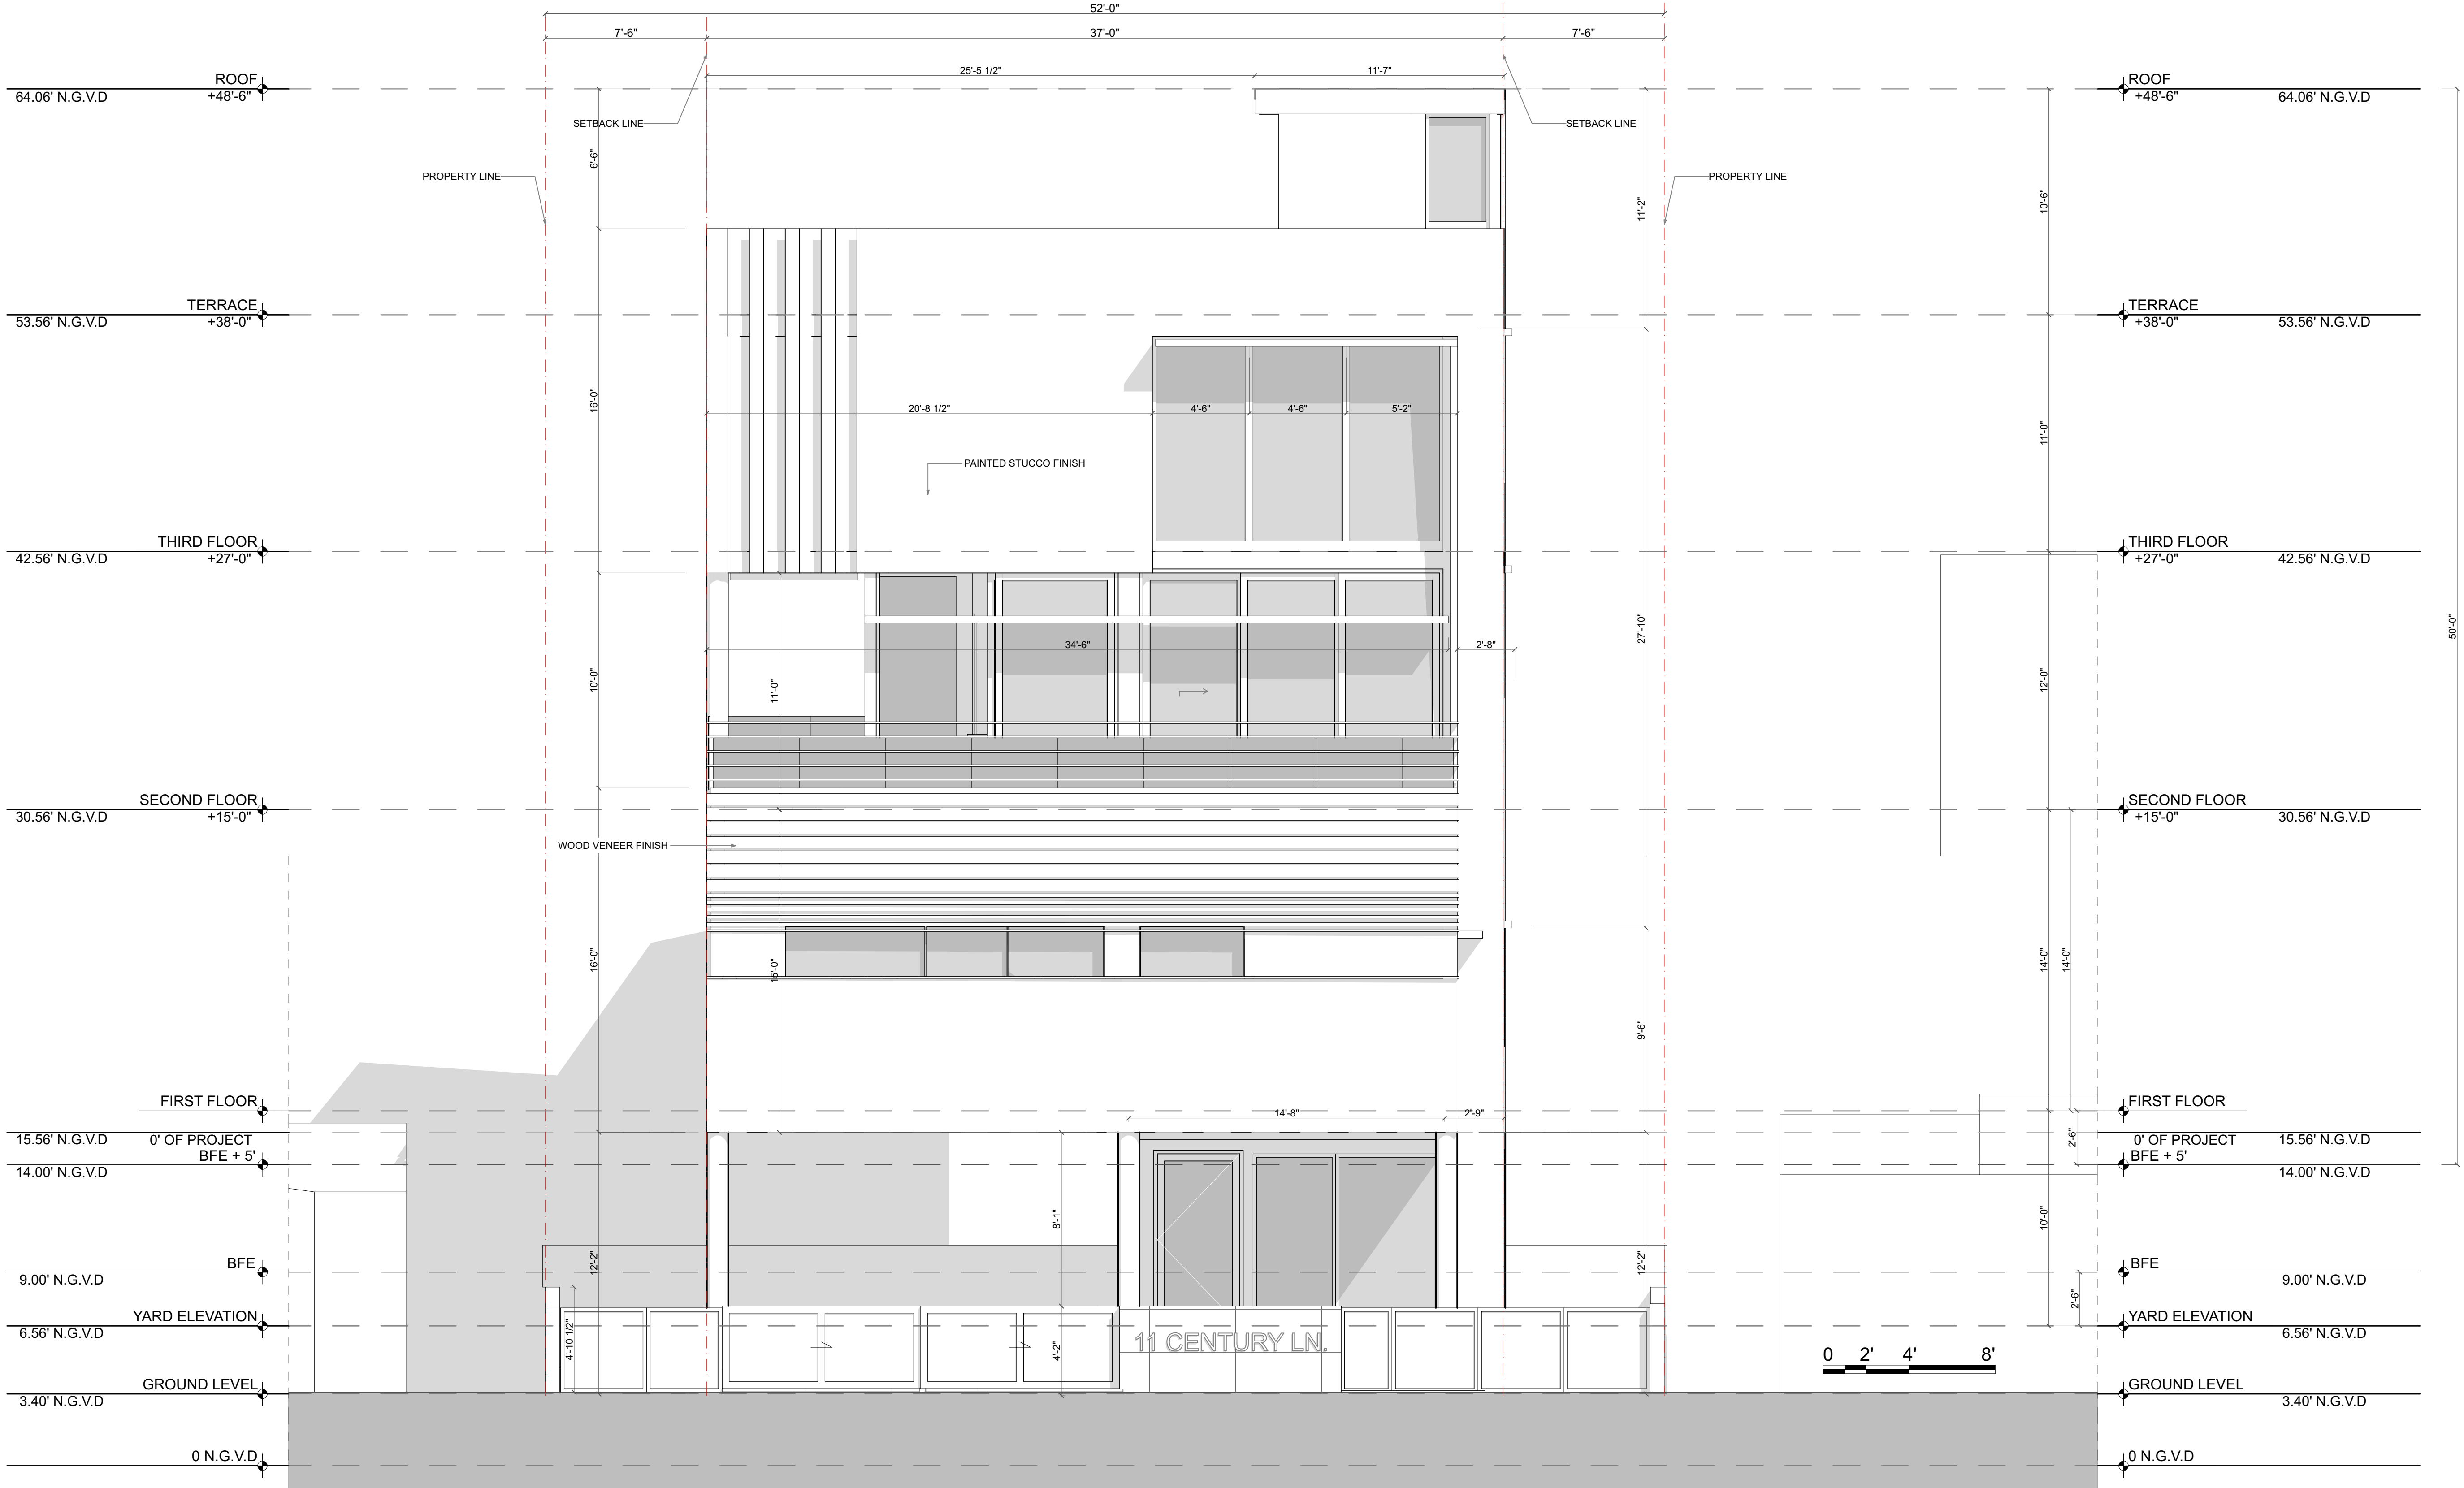 52'-0"
7'-6" 37'-0" 7'-6"
25'-5 1/2" 11'-7"
ROOF
64.06' N.G.V.D +48'-6"
ROOF
+48'-6" 64.06' N.G.V.D
SETBACK LINE
SETBACK LINE
6'-6"
PROPERTY LINE
PROPERTY LINE
11'-2"
10'-6"
TERRACE
53.56' N.G.V.D +38'-0"
TERRACE
+38'-0" 53.56' N.G.V.D
16'-0"
20'-8 1/2" 4'-6" 4'-6" 5'-2"
11'-0"
PAINTED STUCCO FINISH
THIRD FLOOR
42.56' N.G.V.D +27'-0"
THIRD FLOOR
+27'-0" 42.56' N.G.V.D
27'-10"
50'-0"
34'-6" 2'-8"
10'-0"
11'-0"
12'-0"
SECOND FLOOR
30.56' N.G.V.D +15'-0"
SECOND FLOOR
+15'-0" 30.56' N.G.V.D
WOOD VENEER FINISH
16'-0"
15'-0"
14'-0"
14'-0"
9'-6"
FIRST FLOOR
FIRST FLOOR
14'-8" 2'-9"
15.56' N.G.V.D 0' OF PROJECT
2'-6"
0' OF PROJECT 15.56' N.G.V.D
BFE + 5'
14.00' N.G.V.D
BFE + 5'
14.00' N.G.V.D
8'-1"
10'-0"
12'-2"
12'-2"
BFE
9.00' N.G.V.D
BFE
9.00' N.G.V.D
2'-6"
YARD ELEVATION
6.56' N.G.V.D
YARD ELEVATION
6.56' N.G.V.D
4'-10 1/2"
4'-2"
11 CENTURY LN.
0 2' 4' 8'
GROUND LEVEL
3.40' N.G.V.D
GROUND LEVEL
3.40' N.G.V.D
0 N.G.V.D
0 N.G.V.D